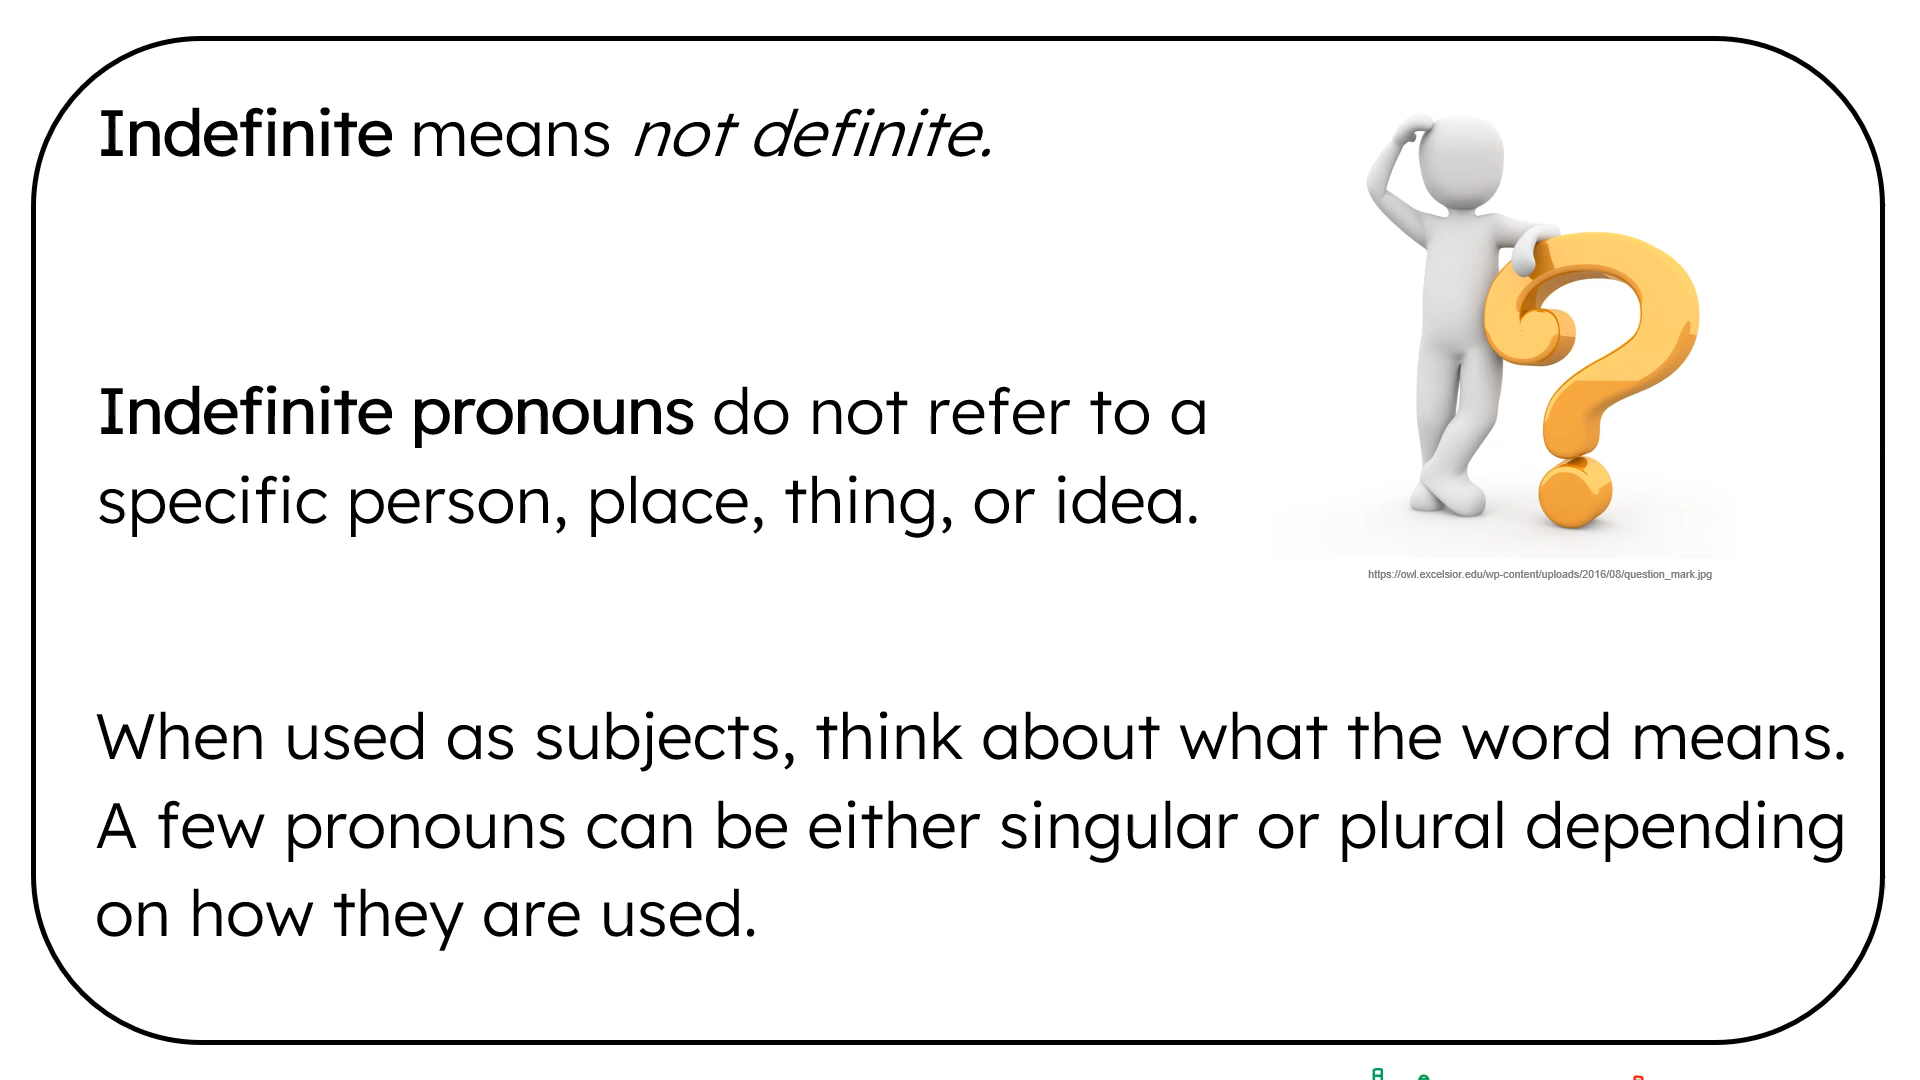 Indefinite means not definite.
Indefinite pronouns do not refer to a
specific person, place, thing, or idea.
https://owl.excelsior.edu/wp-content/uploads/2016/08/question_mark.jpg
When used as subjects, think about what the word means.
A few pronouns can be either singular or plural depending
on how they are used.